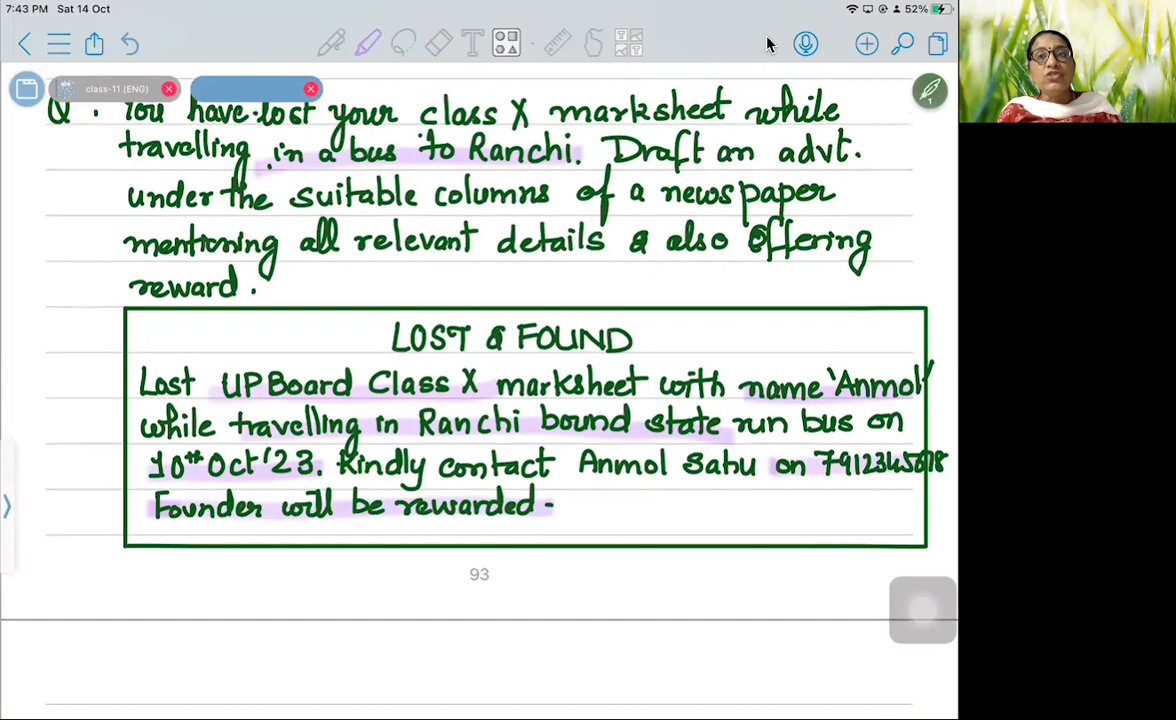 7:43 PM Sat 14 Oct
52%
class-11 (ENG)
Q. You have lost your class X marksheet while
travelling in a bus to Ranchi. Draft an advt.
under the suitable columns of a newspaper
mentioning all relevant details & also offering
reward.
LOST & FOUND
Lost UP Board Class X marksheet with name 'Anmol'
while travelling in Ranchi bound state run bus on
10th Oct '23. Kindly contact Anmol Sahu on 7912345678
Founder will be rewarded -
93
1